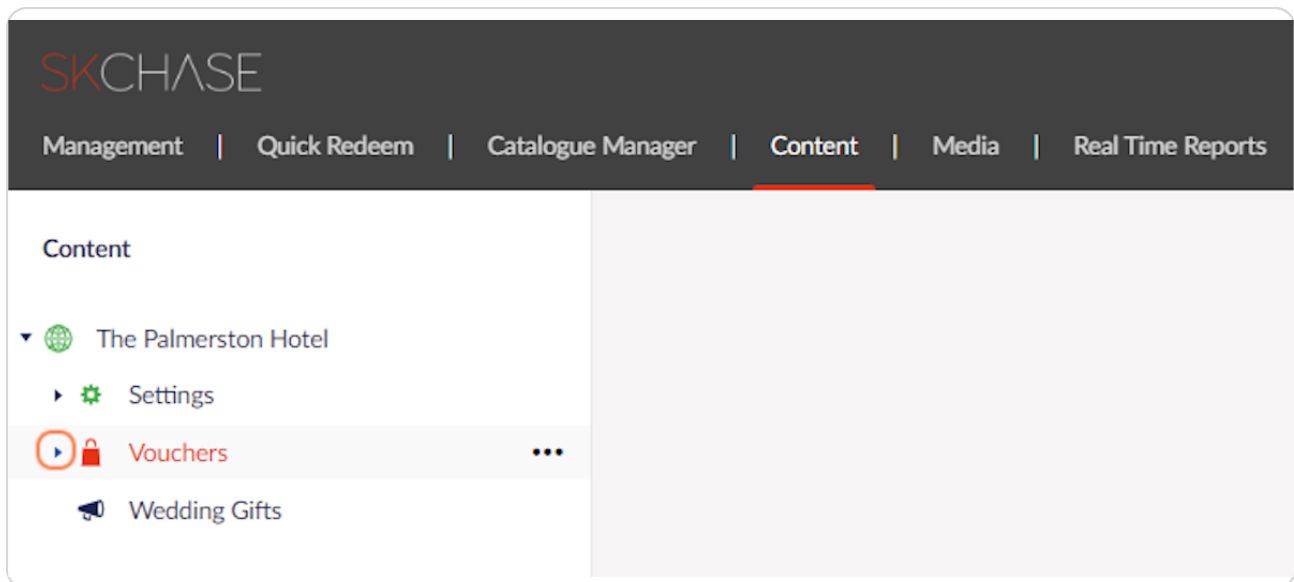 SKCHASE
Management | Quick Redeem | Catalogue Manager | Content | Media | Real Time Reports
Content
The Palmerston Hotel
Settings
Vouchers •••
Wedding Gifts